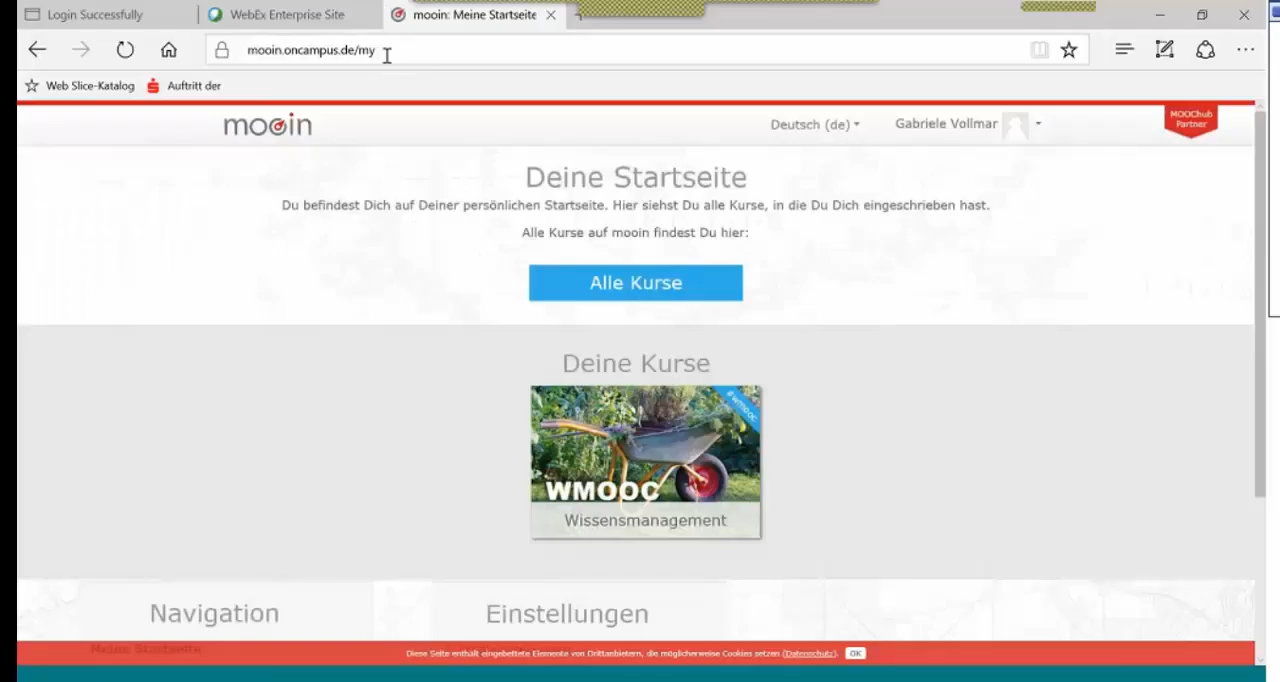 Login Successfully
WebEx Enterprise Site
mooin: Meine Startseite
mooin.oncampus.de/my
Web Slice-Katalog
Auftritt der
mooin
Deutsch (de)
Gabriele Vollmar
MOOChub
Partner
Deine Startseite
Du befindest Dich auf Deiner persönlichen Startseite. Hier siehst Du alle Kurse, in die Du Dich eingeschrieben hast.
Alle Kurse auf mooin findest Du hier:
Alle Kurse
Deine Kurse
#wmooc
WMOOC
Wissensmanagement
Navigation
Einstellungen
Meine Startseite
Diese Seite enthält eingebettete Elemente von Drittanbietern, die möglicherweise Cookies setzen (Datenschutz). OK